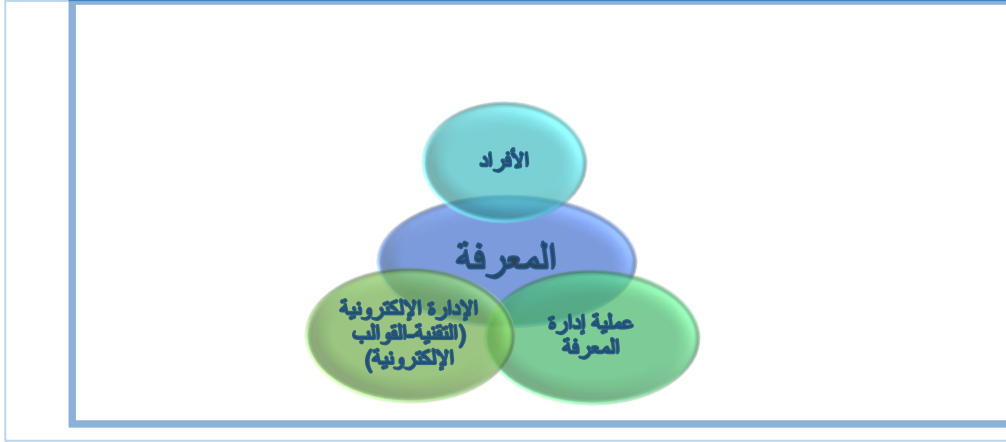 الأفراد
المعرفة
عملية إدارة
المعرفة
الإدارة الإلكترونية
(التقنية-القوالب
الإلكترونية)